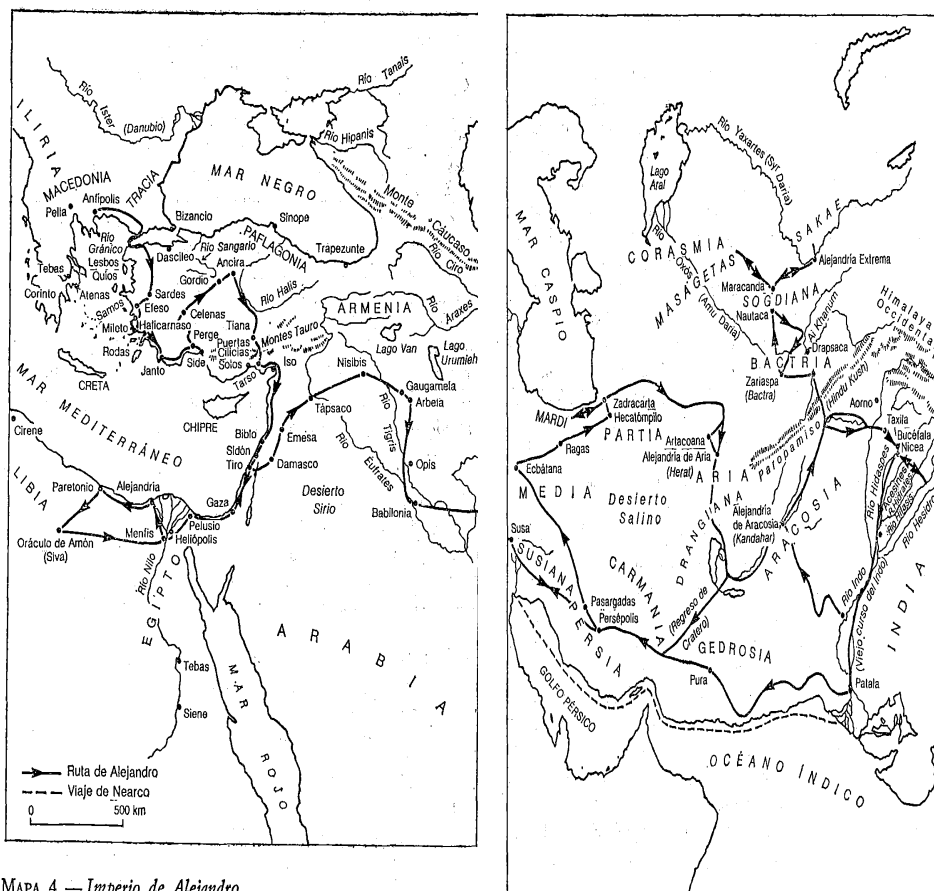 Río Ister
(Danubio)
Río Tanais
Río Hipanis
ILIRIA
MACEDONIA
TRACIA
MAR NEGRO
Monte
Cáucaso
Río Ciro
Anfípolis
Pella
Bizancio
Sínope
PAFLAGONIA
Trapezunte
Río
Gránico
Dascileo
Río Sangario
Ancira
Lesbos
Tebas
Quíos
Gordio
Río Halis
ARMENIA
Río
Araxes
Corinto
Atenas
Sardes
Samos
Éfeso
Celenas
Mileto
Halicarnaso
Perge
Tiana
Puertas
Cilicias
Montes Tauro
Lago Van
Lago
Urumieh
Rodas
Janto
Side
Solos
Tarso
Iso
Nísibis
Gaugamela
Arbela
CRETA
MAR MEDITERRÁNEO
CHIPRE
Tápsaco
Río
Tigris
Cirene
Biblo
Emesa
Río
Éufrates
Opis
Sidón
Tiro
Damasco
LIBIA
Paretonio
Alejandría
Gaza
Desierto
Sirio
Babilonia
Pelusio
Menfis
Heliópolis
Oráculo de Amón
(Siva)
Río Nilo
EGIPTO
ARABIA
Tebas
Siene
MAR ROJO
Ruta de Alejandro
Viaje de Nearco
0 500 km
MAPA 4. — Imperio de Alejandro
Río Yaxartes (Syr Daria)
Lago
Aral
MAR CASPIO
Río
Oxos
(Amu Daria)
CORASMIA
SAKAE
MASAGETAS
Alejandría Extrema
Maracanda
SOGDIANA
Nautaca
Ai Khanum
Himalaya
Occidental
Drapsaca
BACTRIA
Zariaspa
(Bactra)
(Hindu Kush)
Paropamiso
Aorno
Zadracarta
MARDI
Hecatómpilo
PARTIA
Taxila
Bucéfala
Nicea
Ragas
Artacoana
Alejandría de Aria
(Herat)
ARIA
Ecbátana
MEDIA
Desierto
Salino
Río Hidaspes
Acesines
Río Hifasis
Río Hesidro
DRANGIANA
Alejandría
de Aracosia
(Kandahar)
ARACOSIA
Susa
SUSIANA
CARMANIA
Río Indo
(Viejo curso del Indo)
INDIA
Pasargadas
Persépolis
PERSIA
(Regreso de
Cratero)
GEDROSIA
Pura
Patala
GOLFO PÉRSICO
OCÉANO ÍNDICO